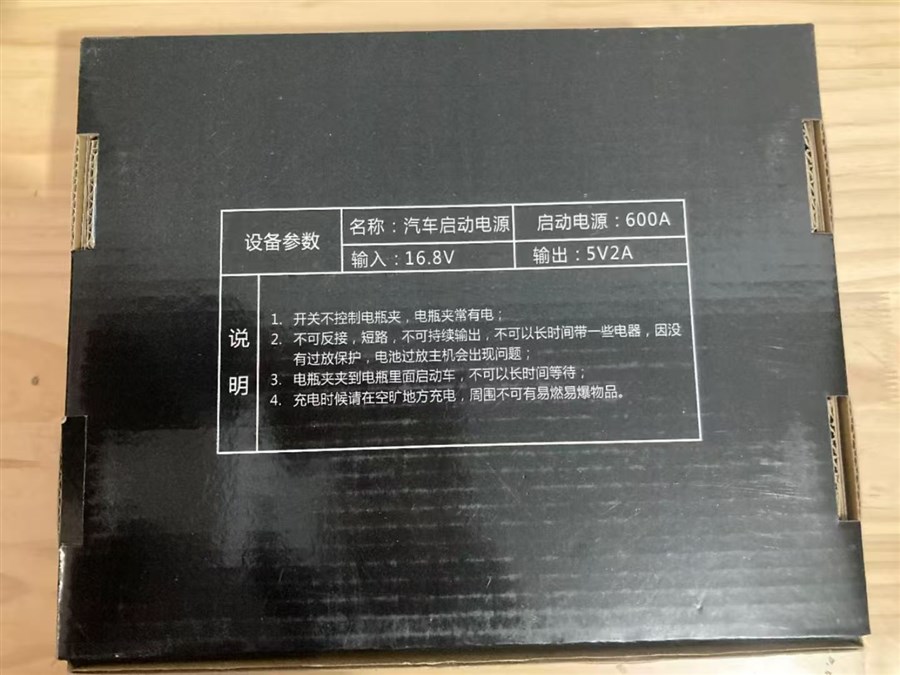 设备参数
名称：汽车启动电源
启动电源：600A
输入：16.8V
输出：5V2A
说明
1. 开关不控制电瓶夹，电瓶夹常有电；
2. 不可反接，短路，不可持续输出，不可以长时间带一些电器，因没
有过放保护，电池过放主机会出现问题；
3. 电瓶夹夹到电瓶里面启动车，不可以长时间等待；
4. 充电时候请在空旷地方充电，周围不可有易燃易爆物品。